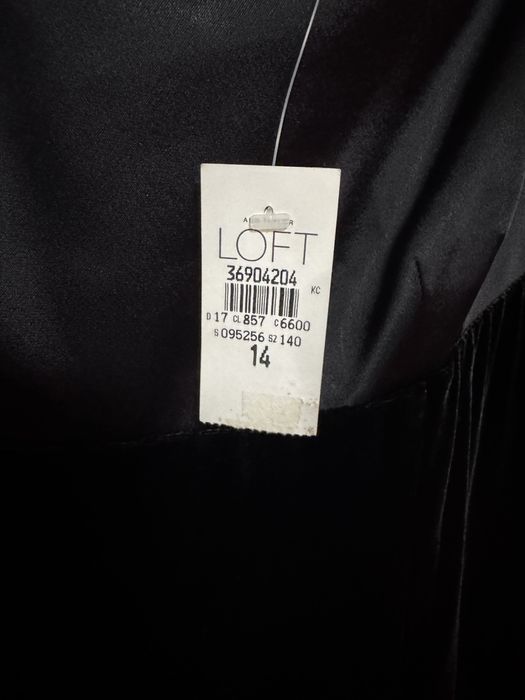 LOFT
36904204
KC
D 17 CL 857 C 6600
S 095256 SZ 140
14